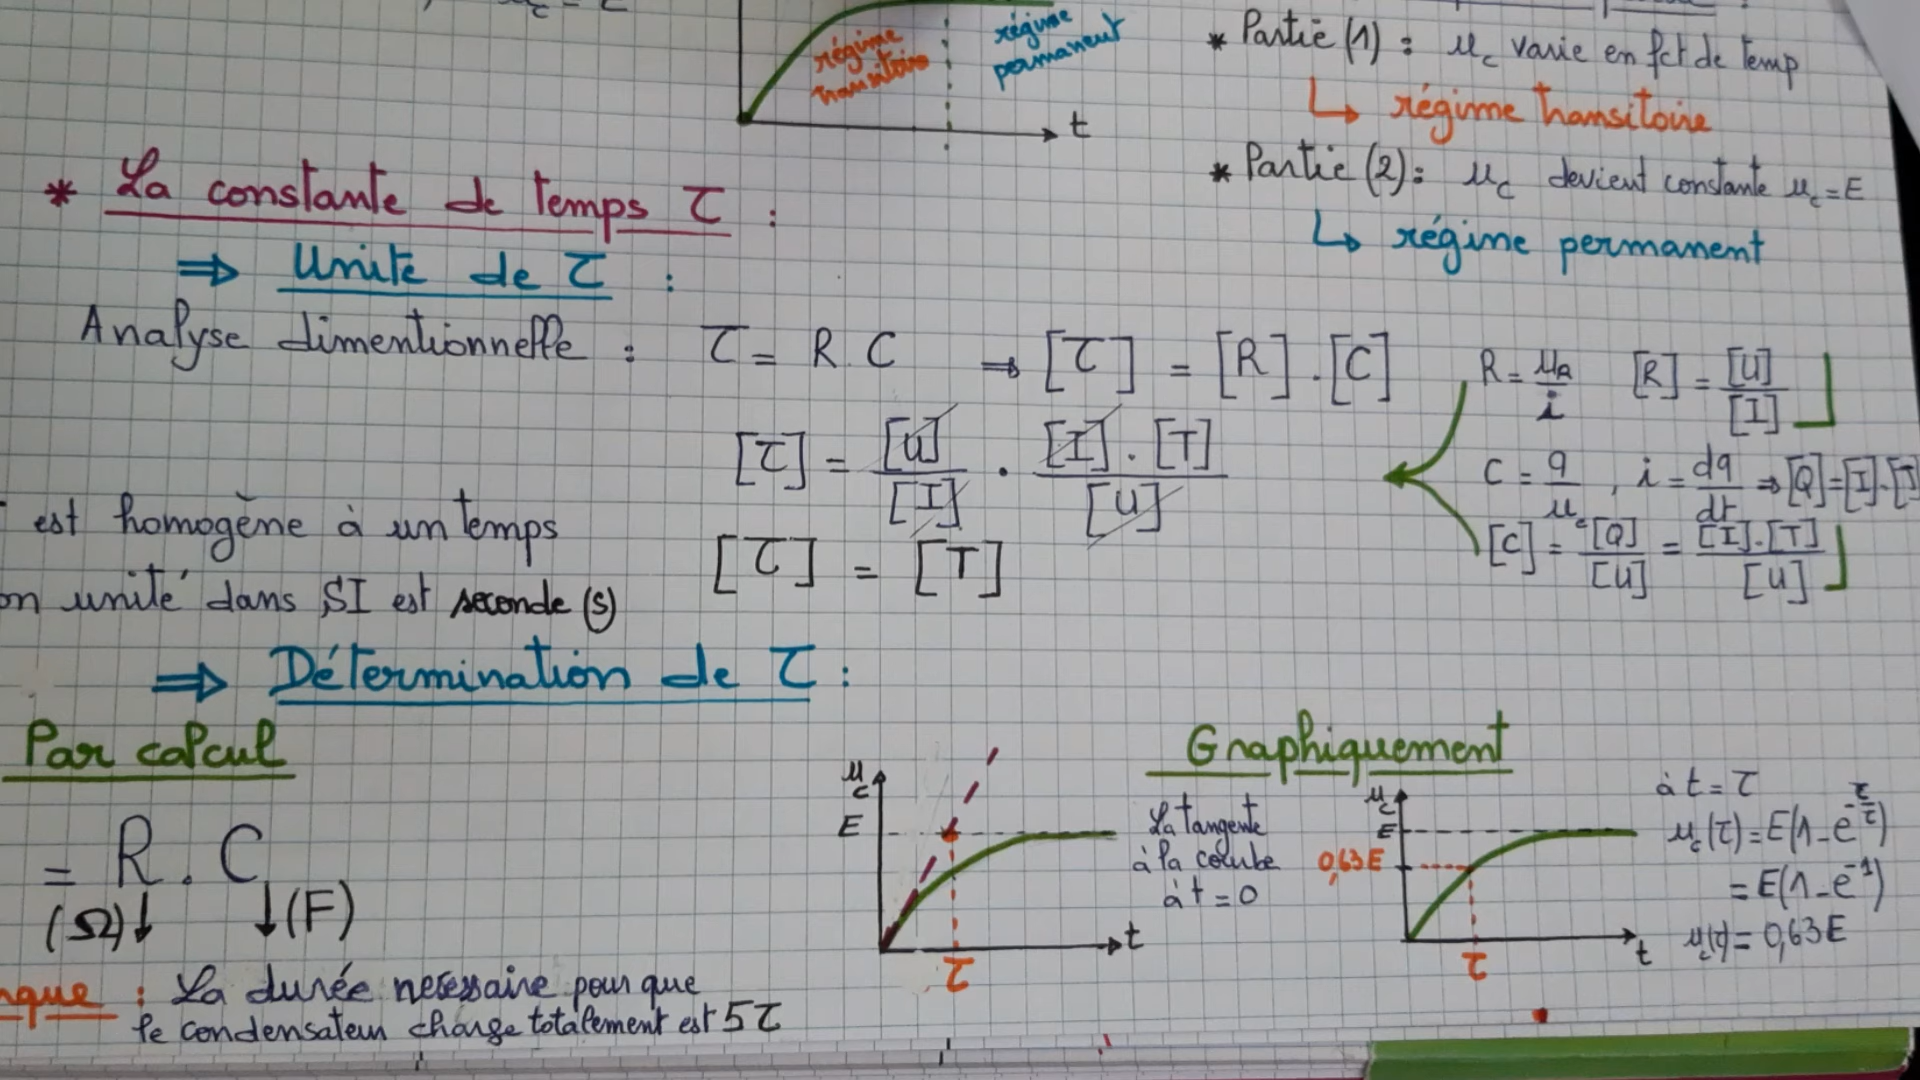 régime transitoire
régime permanent
t
* Partie (1) : uc varie en fct de temp
↳ régime transitoire
* Partie (2) : uc devient constante uc = E
↳ régime permanent
* La constante de temps τ :
⇒ Unité de τ :
Analyse dimentionnelle : τ = R . C → [τ] = [R] . [C]
R = uR / i [R] = [U] / [I]
[τ] = [U] / [I] . [I] . [T] / [U]
C = q / uc , i = dq / dt ⇒ [Q] = [I] . [T]
[C] = [Q] / [U] = [I] . [T] / [U]
est homogène à un temps
[τ] = [T]
unité dans SI est seconde (s)
⇒ Détermination de τ :
Par calcul
= R . C
(Ω) ↓ ↓ (F)
Graphiquement
uc
E
t
τ
La tangente
à la courbe
à t = 0
uc
E
0,63E
t
τ
à t = τ
uc(τ) = E(1 - e^-τ/τ)
= E(1 - e^-1)
uc(τ) = 0,63E
: La durée necessaire pour que
le condensateur charge totalement est 5τ